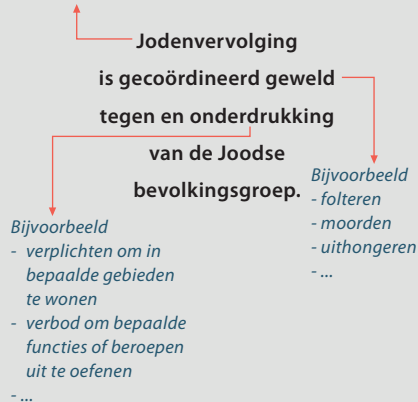 Jodenvervolging
is gecoördineerd geweld
tegen en onderdrukking
van de Joodse
bevolkingsgroep.
Bijvoorbeeld
- folteren
- moorden
- uithongeren
- ...
Bijvoorbeeld
- verplichten om in
bepaalde gebieden
te wonen
- verbod om bepaalde
functies of beroepen
uit te oefenen
- ...